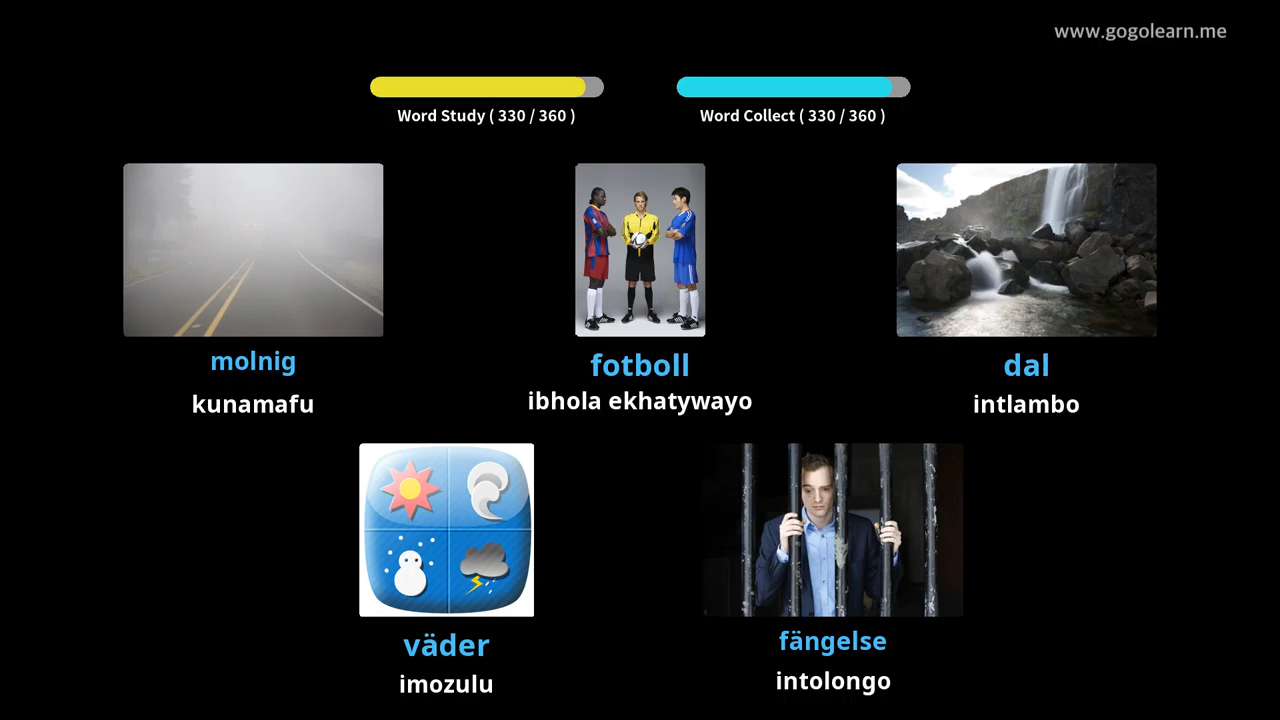 www.gogolearn.me
Word Study ( 330 / 360 )
Word Collect ( 330 / 360 )
molnig
kunamafu
fotboll
ibhola ekhatywayo
dal
intlambo
väder
imozulu
fängelse
intolongo